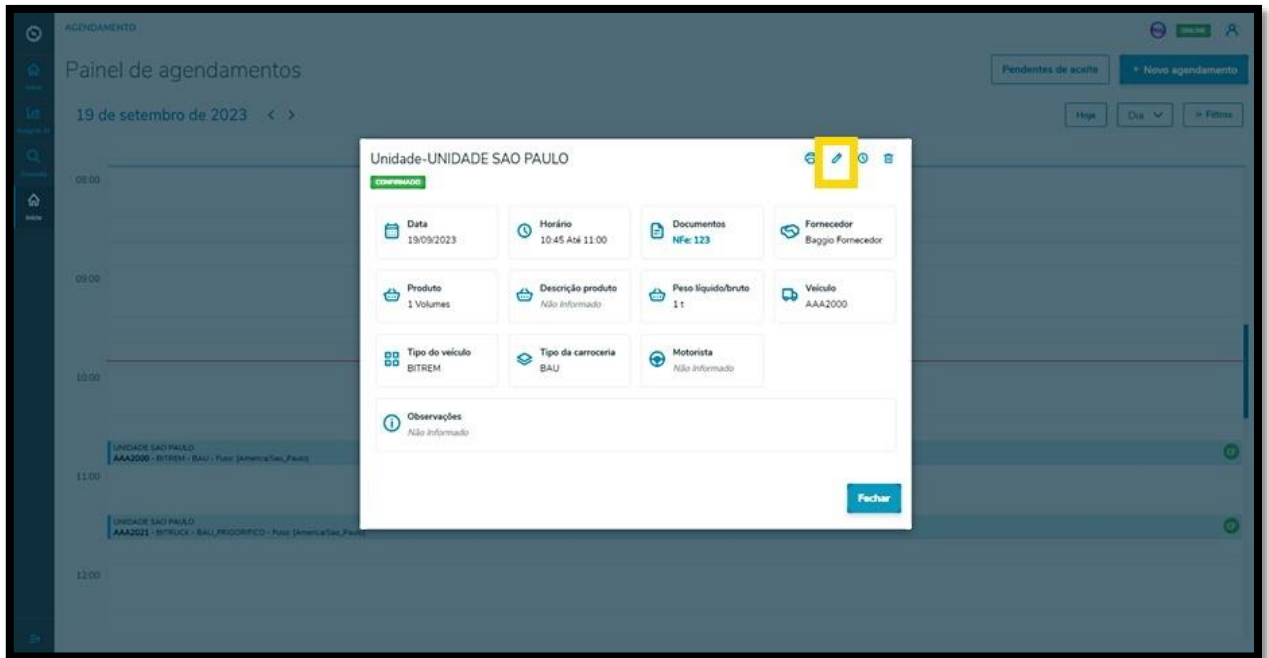 AGENDAMENTO
ONLINE
Painel de agendamentos
Pendentes de aceite
+ Novo agendamento
19 de setembro de 2023 < >
Hoje
Dia
Filtros
Início
08:00
09:00
10:00
11:00
12:00
Unidade-UNIDADE SAO PAULO
CONFIRMADO
Data
19/09/2023
Horário
10:45 Até 11:00
Documentos
NFe: 123
Fornecedor
Baggio Fornecedor
Produto
1 Volumes
Descrição produto
Não Informado
Peso líquido/bruto
1 t
Veículo
AAA2000
Tipo do veículo
BITREM
Tipo da carroceria
BAU
Motorista
Não Informado
Observações
Não Informado
Fechar
UNIDADE SAO PAULO
AAA2000 - BITREM - BAU - Fuso: [America/Sao_Paulo]
UNIDADE SAO PAULO
AAA2021 - BITRUCK - BAU_FRIGORIFICO - Fuso: [America/Sao_Paulo]